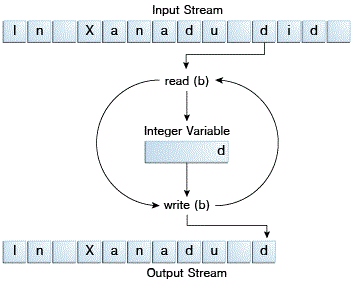 Input Stream
I n X a n a d u d i d
read (b)
Integer Variable
d
write (b)
I n X a n a d u d
Output Stream